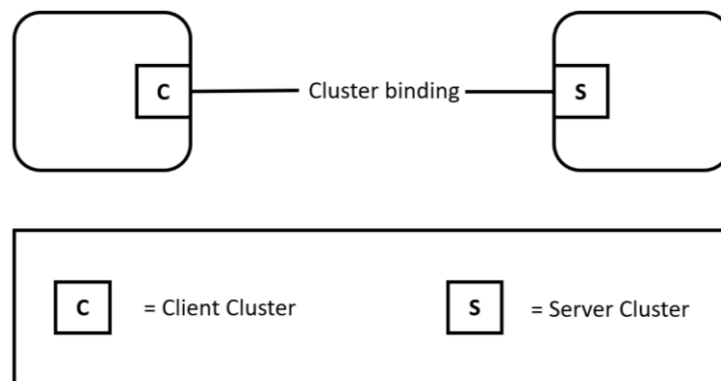 C Cluster binding S
C = Client Cluster S = Server Cluster